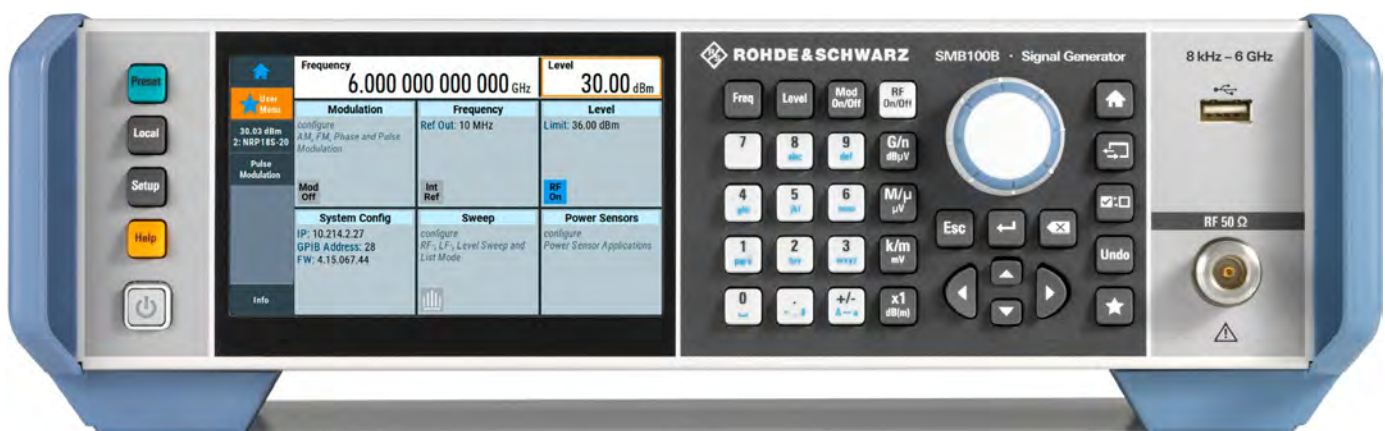 Preset
Local
Setup
Help
User
Menu
30.03 dBm
2: NRP18S-20
Pulse
Modulation
Info
Frequency
6.000 000 000 000 GHz
Level
30.00 dBm
Modulation
configure
AM, FM, Phase and Pulse
Modulation
Mod
Off
Frequency
Ref Out: 10 MHz
Int
Ref
Level
Limit: 36.00 dBm
RF
On
System Config
IP: 10.214.2.27
GPIB Address: 28
FW: 4.15.067.44
Sweep
configure
RF-, LF-, Level Sweep and
List Mode
Power Sensors
configure
Power Sensor Applications
R S
ROHDE&SCHWARZ
SMB100B · Signal Generator
8 kHz – 6 GHz
Freq
Level
Mod
On/Off
RF
On/Off
7
8
abc
9
def
G/n
dBµV
4
ghi
5
jkl
6
mno
M/µ
µV
1
pqrs
2
tuv
3
wxyz
k/m
mV
0
.
+/-
x1
dB(m)
Esc
Undo
RF 50 Ω